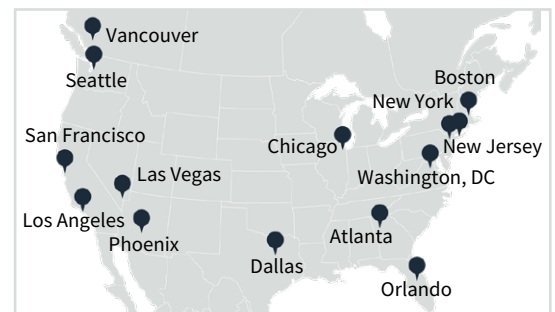 Vancouver
Seattle
Boston
New York
San Francisco
Chicago
New Jersey
Las Vegas
Washington, DC
Los Angeles
Phoenix
Atlanta
Dallas
Orlando